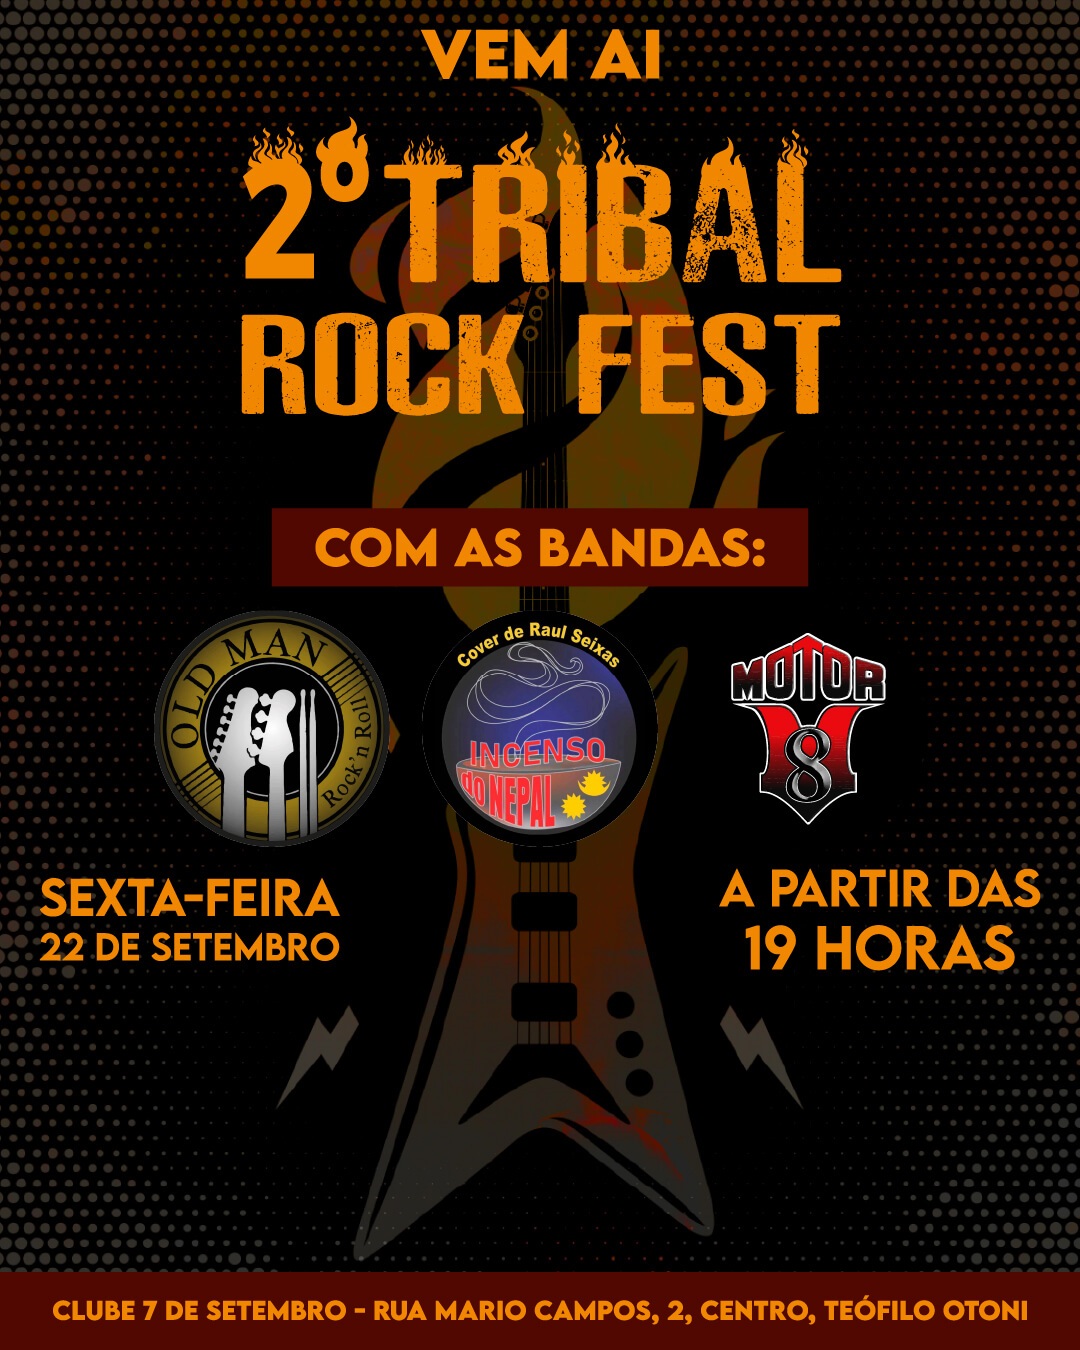 VEM AI
2º TRIBAL
ROCK FEST
COM AS BANDAS:
OLD MAN
Rock'n Roll
Cover de Raul Seixas
INCENSO
do NEPAL
MOTOR
V8
SEXTA-FEIRA
22 DE SETEMBRO
A PARTIR DAS
19 HORAS
CLUBE 7 DE SETEMBRO - RUA MARIO CAMPOS, 2, CENTRO, TEÓFILO OTONI